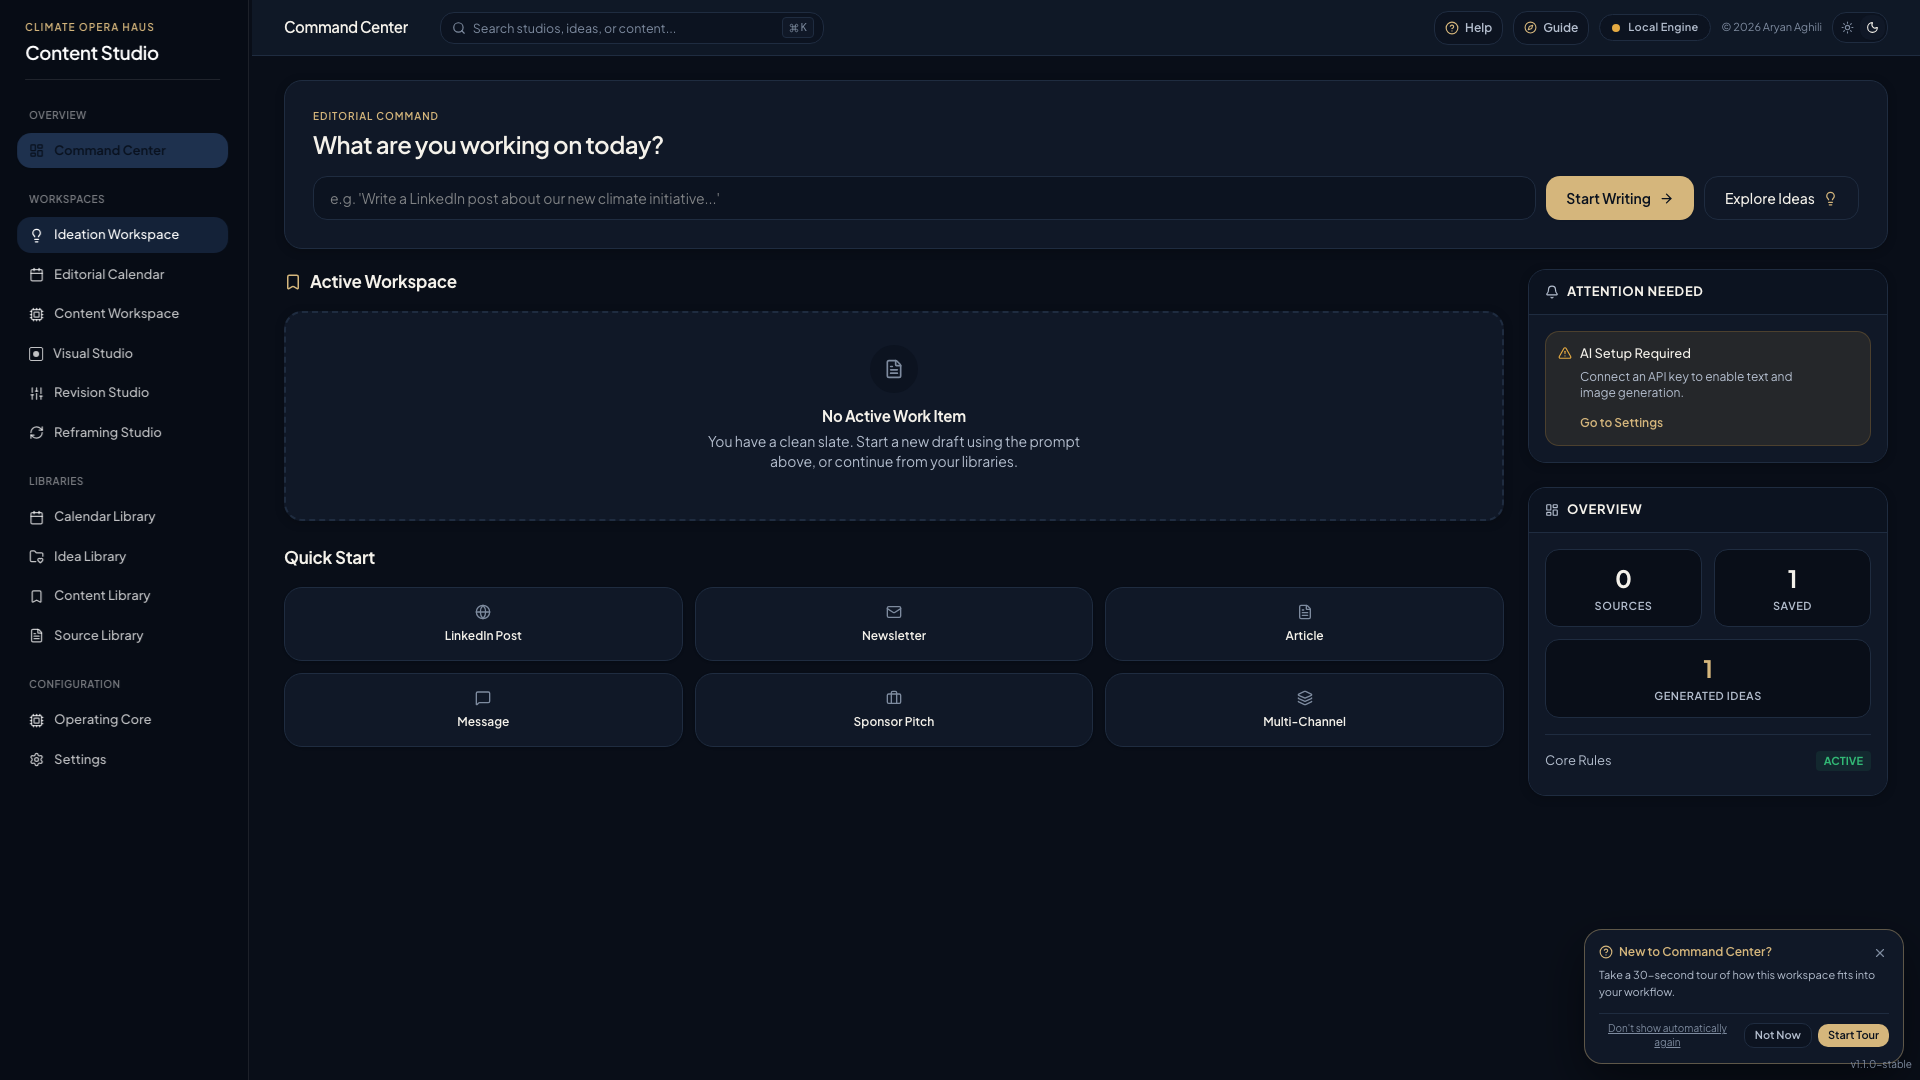 CLIMATE OPERA HAUS
Content Studio
OVERVIEW
Command Center
WORKSPACES
Ideation Workspace
Editorial Calendar
Content Workspace
Visual Studio
Revision Studio
Reframing Studio
LIBRARIES
Calendar Library
Idea Library
Content Library
Source Library
CONFIGURATION
Operating Core
Settings
Command Center
Search studios, ideas, or content...
⌘K
Help
Guide
Local Engine
© 2026 Aryan Aghili
EDITORIAL COMMAND
What are you working on today?
e.g. 'Write a LinkedIn post about our new climate initiative...'
Start Writing
Explore Ideas
Active Workspace
No Active Work Item
You have a clean slate. Start a new draft using the prompt
above, or continue from your libraries.
Quick Start
LinkedIn Post
Newsletter
Article
Message
Sponsor Pitch
Multi-Channel
ATTENTION NEEDED
AI Setup Required
Connect an API key to enable text and
image generation.
Go to Settings
OVERVIEW
0
SOURCES
1
SAVED
1
GENERATED IDEAS
Core Rules
ACTIVE
New to Command Center?
Take a 30-second tour of how this workspace fits into
your workflow.
Don't show automatically
again
Not Now
Start Tour
v1.1.0-stable